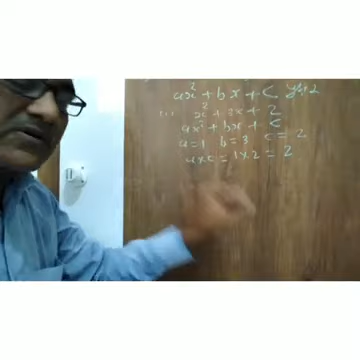 ax² + bx + c
x² + 3x + 2
ax² + bx + c
a=1 b=3 c=2
a×c = 1×2 = 2